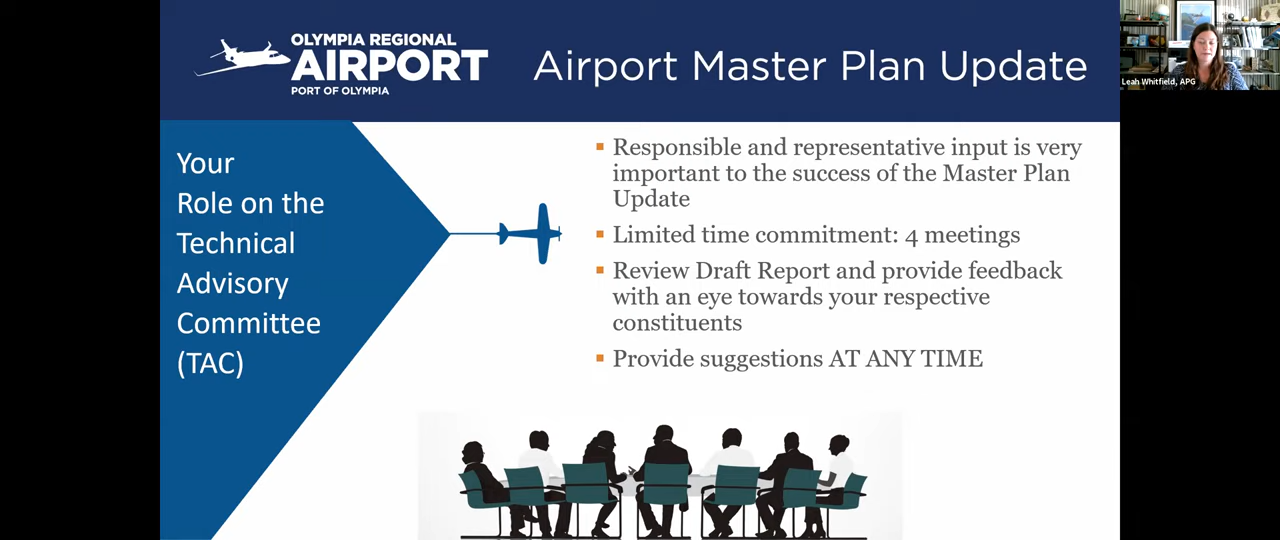 OLYMPIA REGIONAL
AIRPORT
PORT OF OLYMPIA
Airport Master Plan Update
Leah Whitfield, APG
Your
Role on the
Technical
Advisory
Committee
(TAC)
Responsible and representative input is very
important to the success of the Master Plan
Update
Limited time commitment: 4 meetings
Review Draft Report and provide feedback
with an eye towards your respective
constituents
Provide suggestions AT ANY TIME